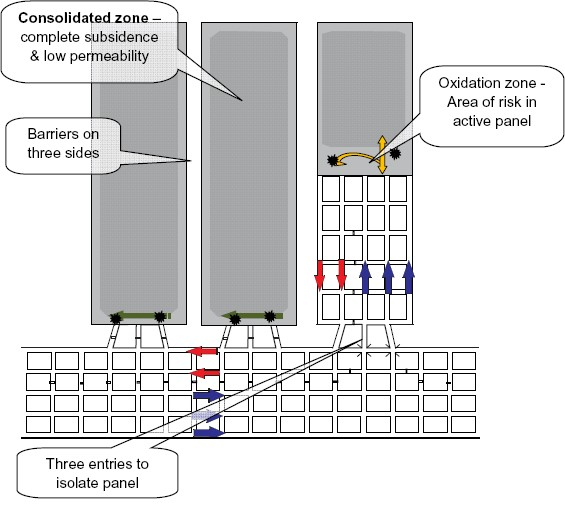 Consolidated zone –
complete subsidence
& low permeability
Oxidation zone -
Area of risk in
active panel
Barriers on
three sides
Three entries to
isolate panel